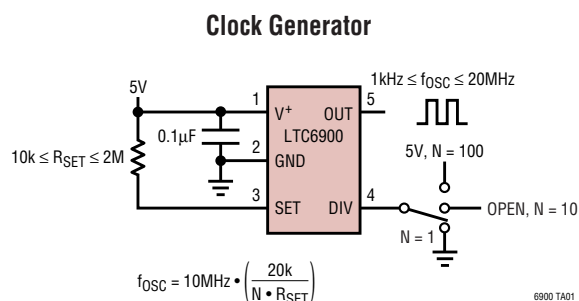 Clock Generator
1kHz ≤ fOSC ≤ 20MHz
5V
1
V+
OUT
5
0.1µF
LTC6900
5V, N = 100
10k ≤ RSET ≤ 2M
2
GND
3
SET
DIV
4
OPEN, N = 10
N = 1
fOSC = 10MHz • (20k / N • RSET)
6900 TA01